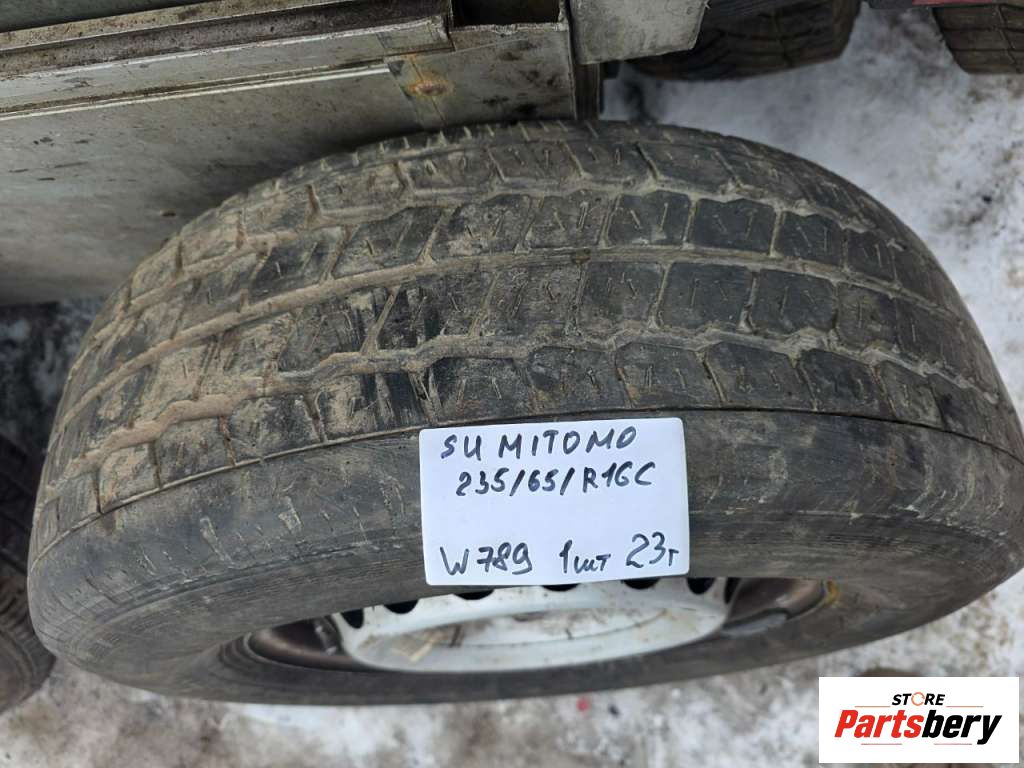 SUMITOMO
235/65/R16C
W789 1шт 23г
STORE
Partsbery